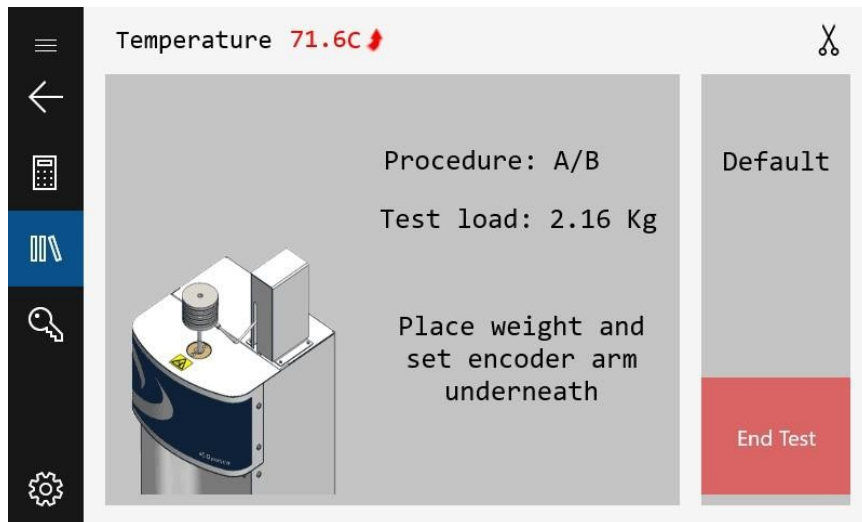 Temperature 71.6C
Procedure: A/B
Default
Test load: 2.16 Kg
Place weight and
set encoder arm
underneath
End Test